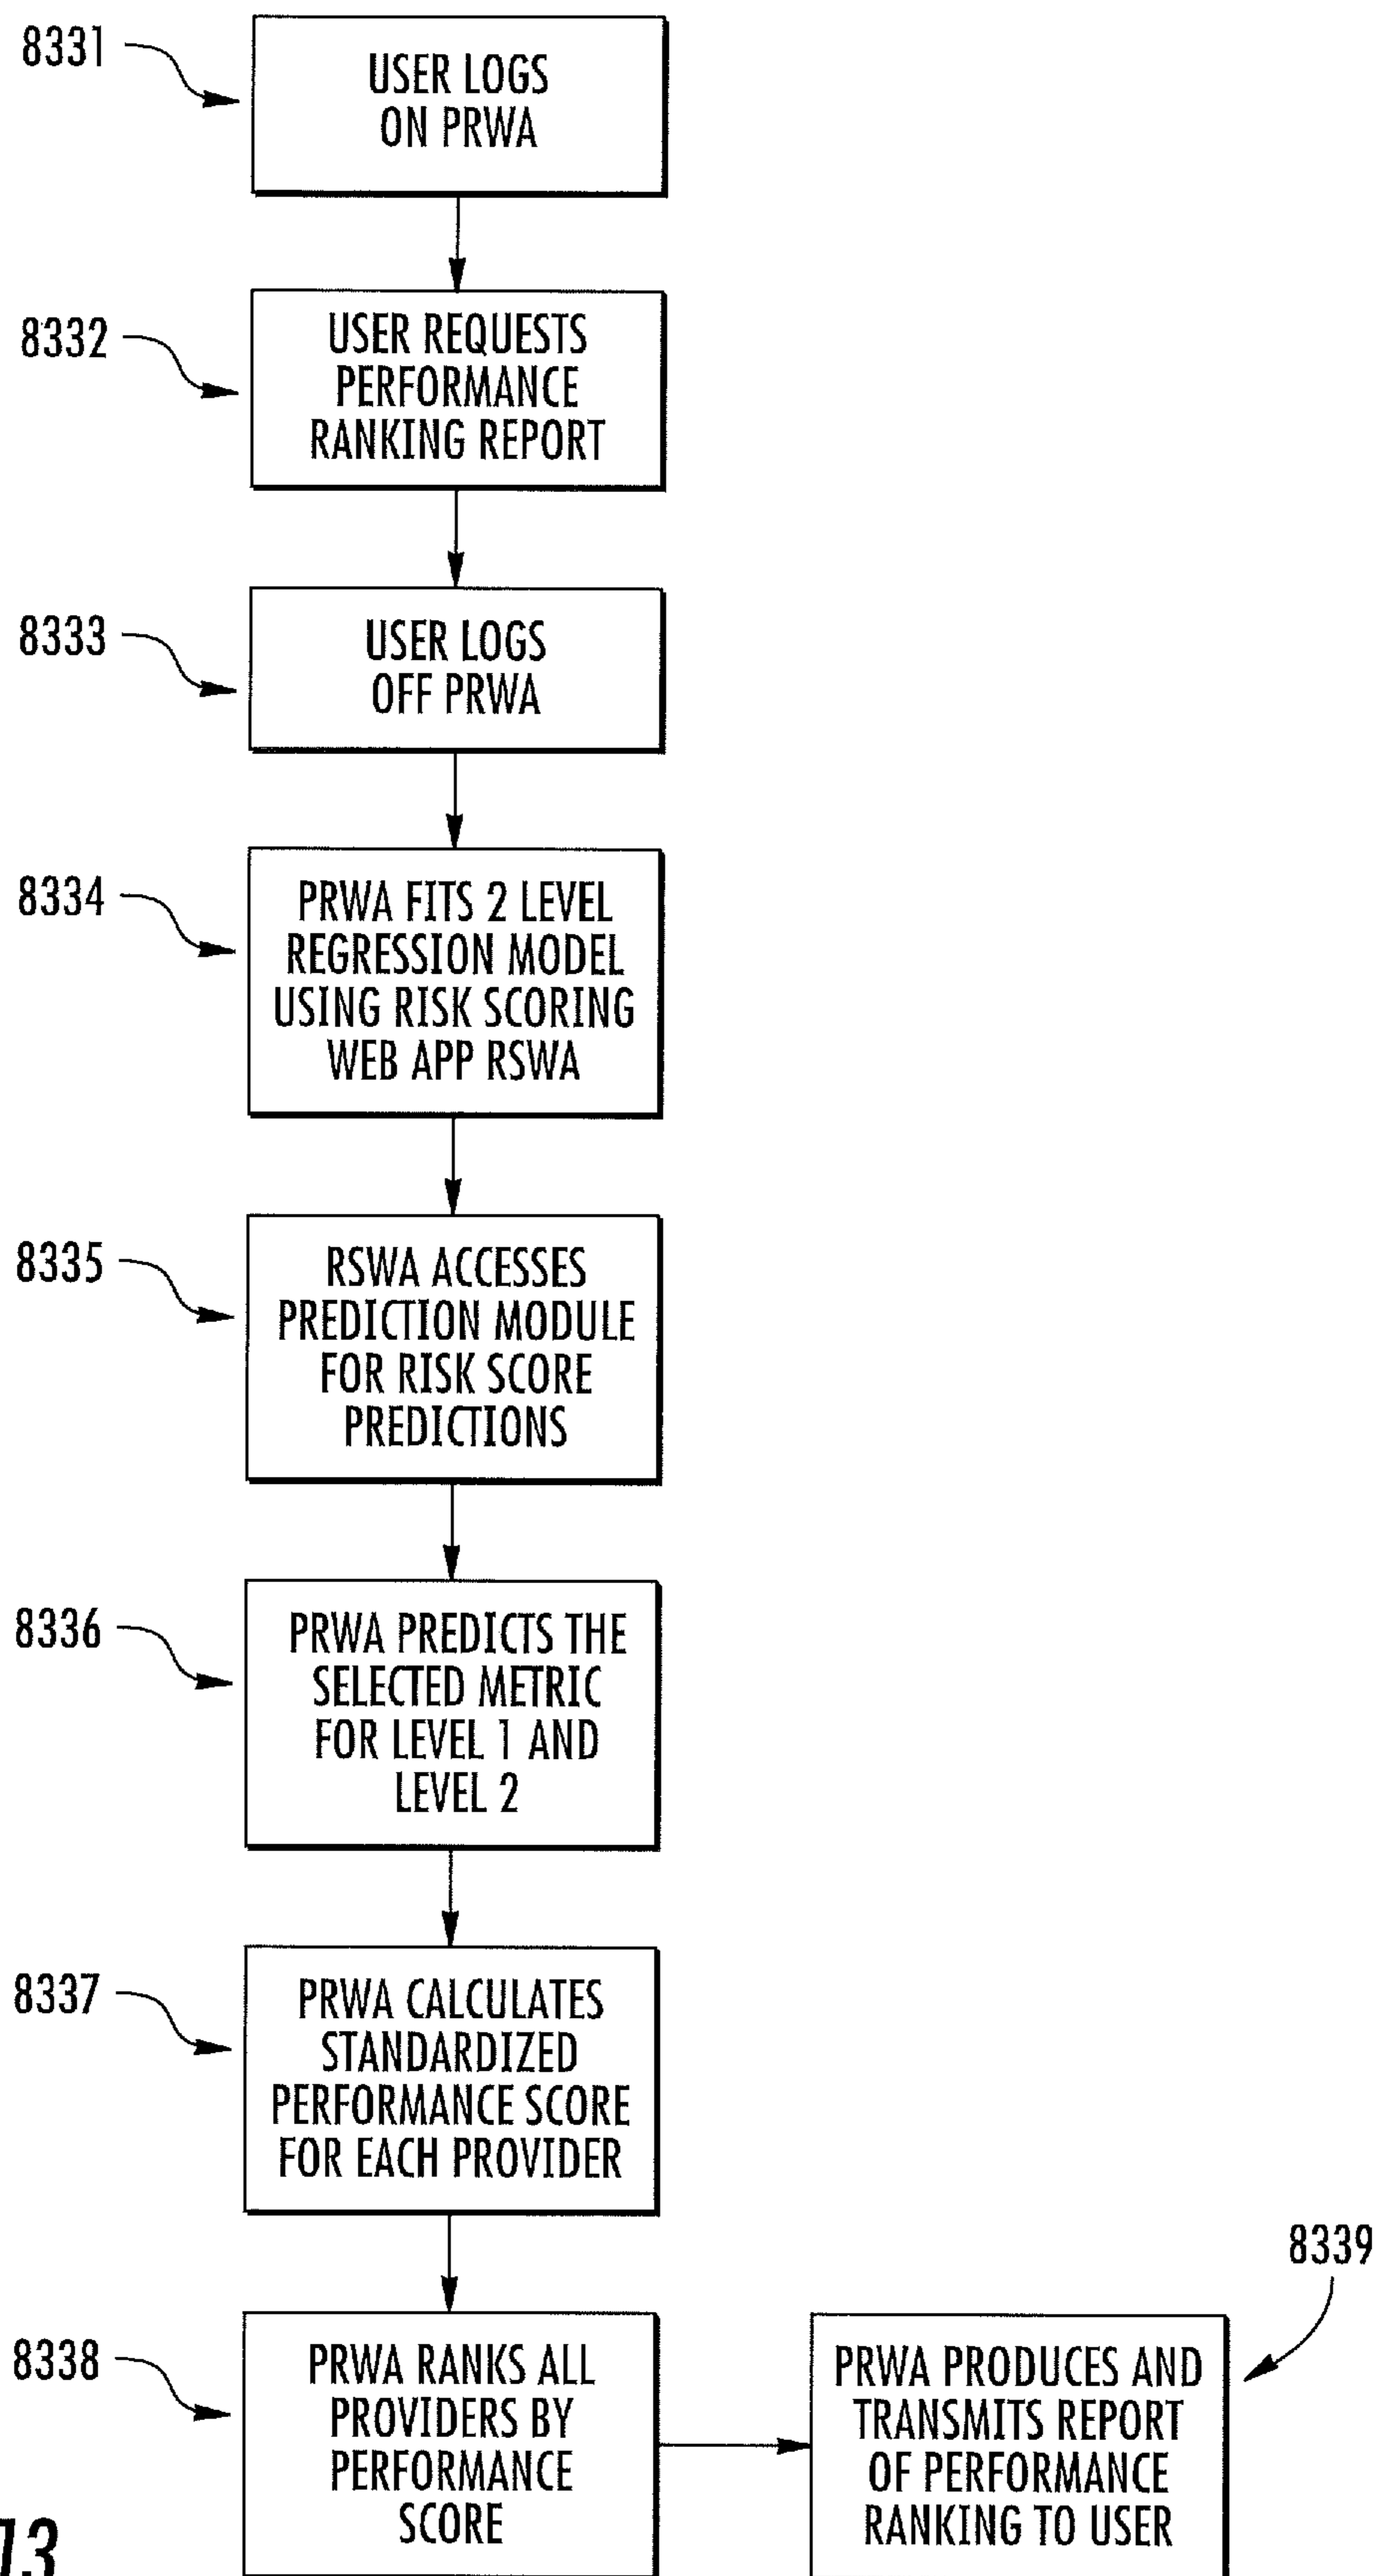 8331
USER LOGS
ON PRWA
8332
USER REQUESTS
PERFORMANCE
RANKING REPORT
8333
USER LOGS
OFF PRWA
8334
PRWA FITS 2 LEVEL
REGRESSION MODEL
USING RISK SCORING
WEB APP RSWA
8335
RSWA ACCESSES
PREDICTION MODULE
FOR RISK SCORE
PREDICTIONS
8336
PRWA PREDICTS THE
SELECTED METRIC
FOR LEVEL 1 AND
LEVEL 2
8337
PRWA CALCULATES
STANDARDIZED
PERFORMANCE SCORE
FOR EACH PROVIDER
8338
PRWA RANKS ALL
PROVIDERS BY
PERFORMANCE
SCORE
8339
PRWA PRODUCES AND
TRANSMITS REPORT
OF PERFORMANCE
RANKING TO USER
13